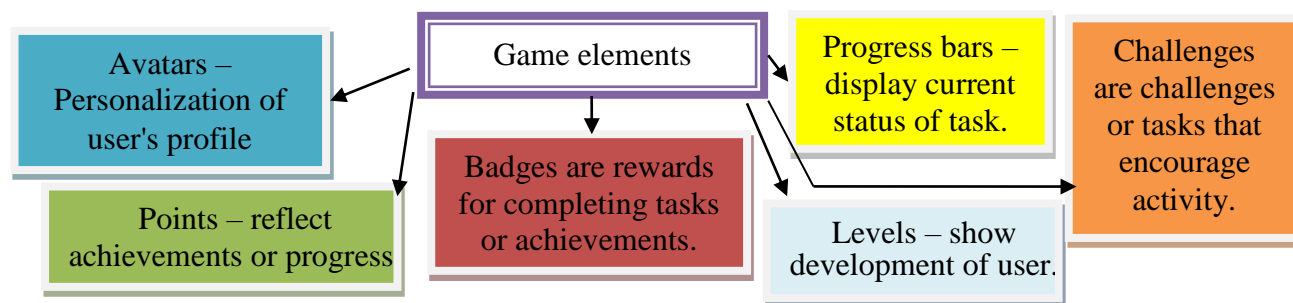 Game elements
Avatars –
Personalization of
user's profile
Points – reflect
achievements or progress
Badges are rewards
for completing tasks
or achievements.
Progress bars –
display current
status of task.
Levels – show
development of user.
Challenges
are challenges
or tasks that
encourage
activity.